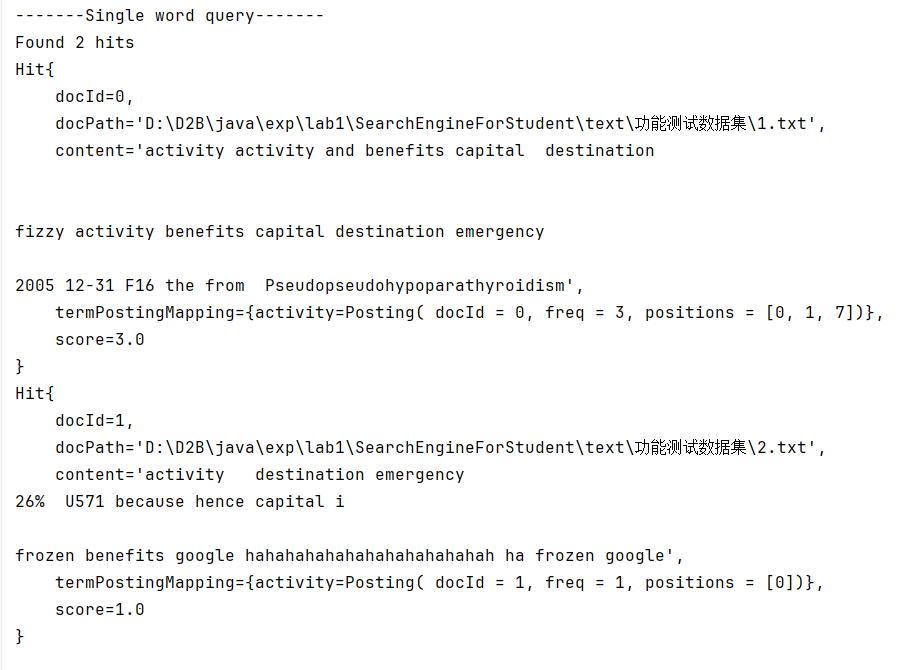 -------Single word query-------
Found 2 hits
Hit{
    docId=0,
    docPath='D:\D2B\java\exp\lab1\SearchEngineForStudent\text\功能测试数据集\1.txt',
    content='activity activity and benefits capital  destination
fizzy activity benefits capital destination emergency
2005 12-31 F16 the from  Pseudopseudohypoparathyroidism',
    termPostingMapping={activity=Posting( docId = 0, freq = 3, positions = [0, 1, 7])},
    score=3.0
}
Hit{
    docId=1,
    docPath='D:\D2B\java\exp\lab1\SearchEngineForStudent\text\功能测试数据集\2.txt',
    content='activity   destination emergency
26%  U571 because hence capital i
frozen benefits google hahahahahahahahahahahahah ha frozen google',
    termPostingMapping={activity=Posting( docId = 1, freq = 1, positions = [0])},
    score=1.0
}